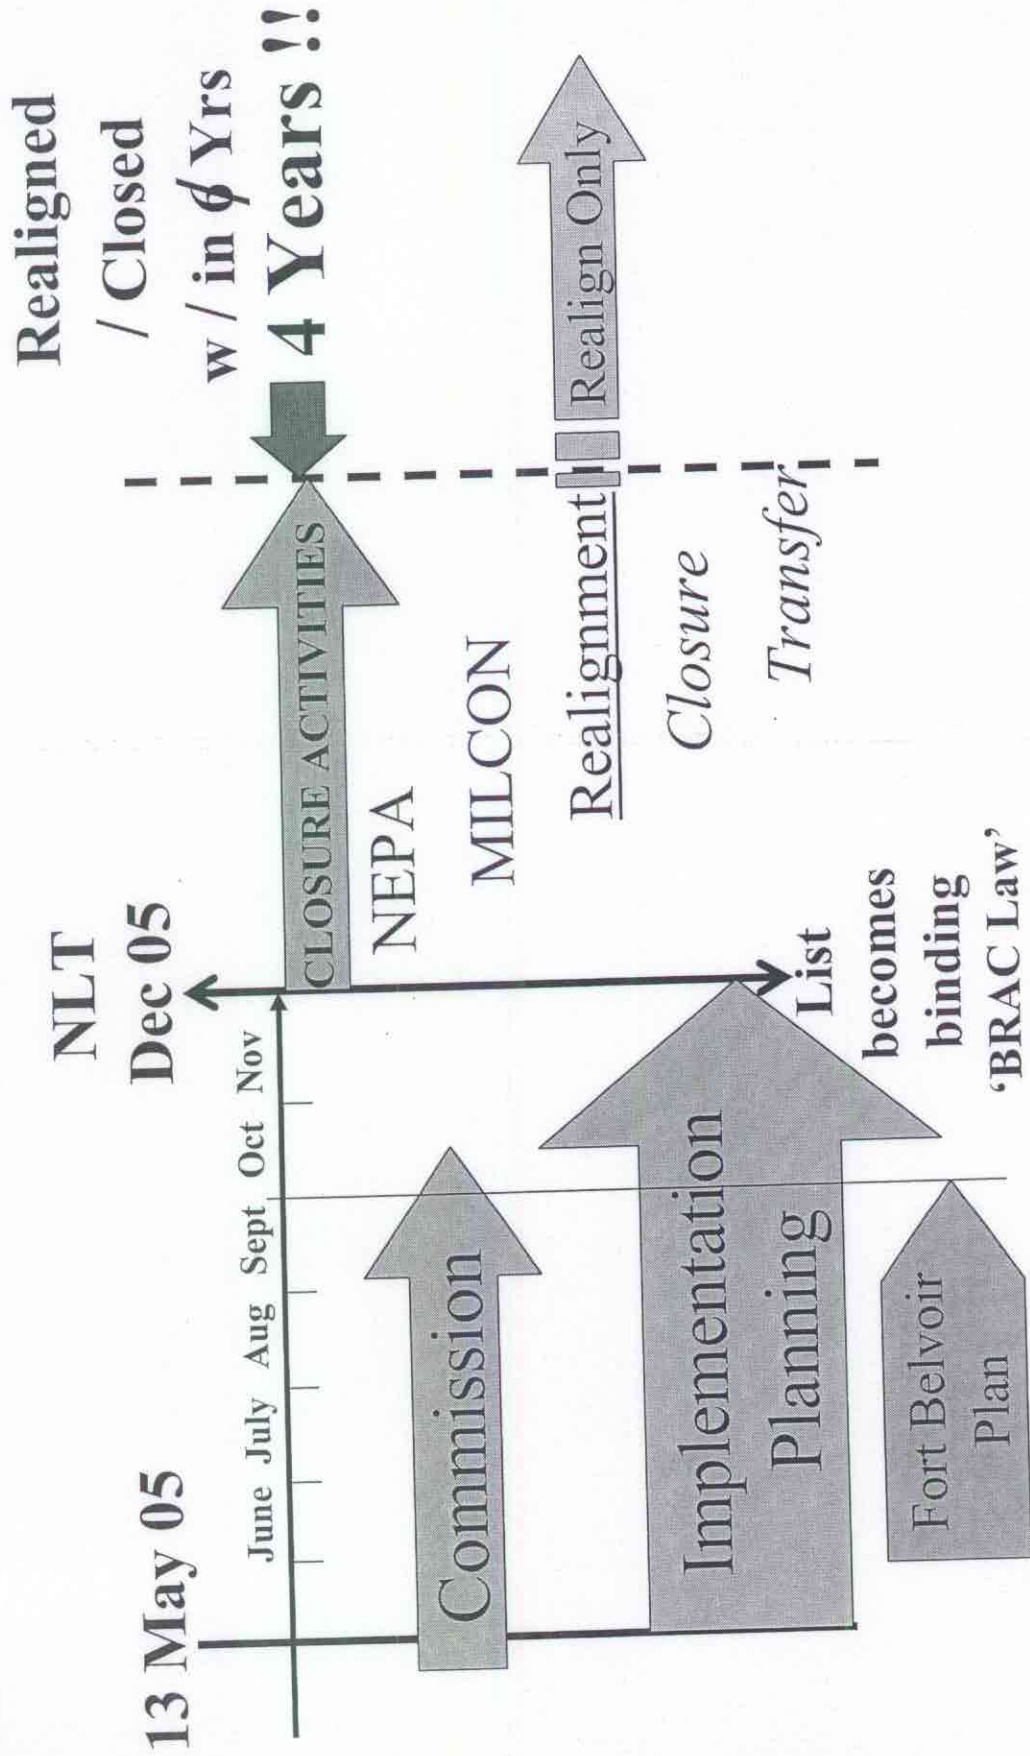 13 May 05
NLT
Dec 05
Realigned
/ Closed
w / in 6 Yrs
4 Years !!
June July Aug Sept Oct Nov
CLOSURE ACTIVITIES
NEPA
MILCON
Realignment
Realign Only
Closure
Transfer
Commission
Implementation
Planning
Fort Belvoir
Plan
List
becomes
binding
‘BRAC Law’